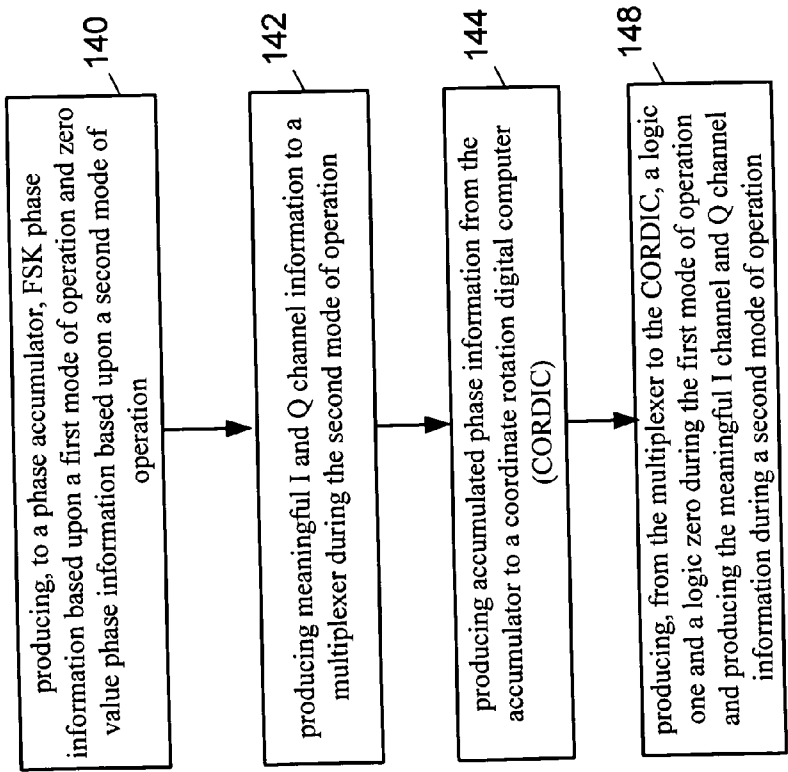 producing, to a phase accumulator, FSK phase
information based upon a first mode of operation and zero
value phase information based upon a second mode of
operation
140
producing meaningful I and Q channel information to a
multiplexer during the second mode of operation
142
producing accumulated phase information from the
accumulator to a coordinate rotation digital computer
(CORDIC)
144
producing, from the multiplexer to the CORDIC, a logic
one and a logic zero during the first mode of operation
and producing the meaningful I channel and Q channel
information during a second mode of operation
148